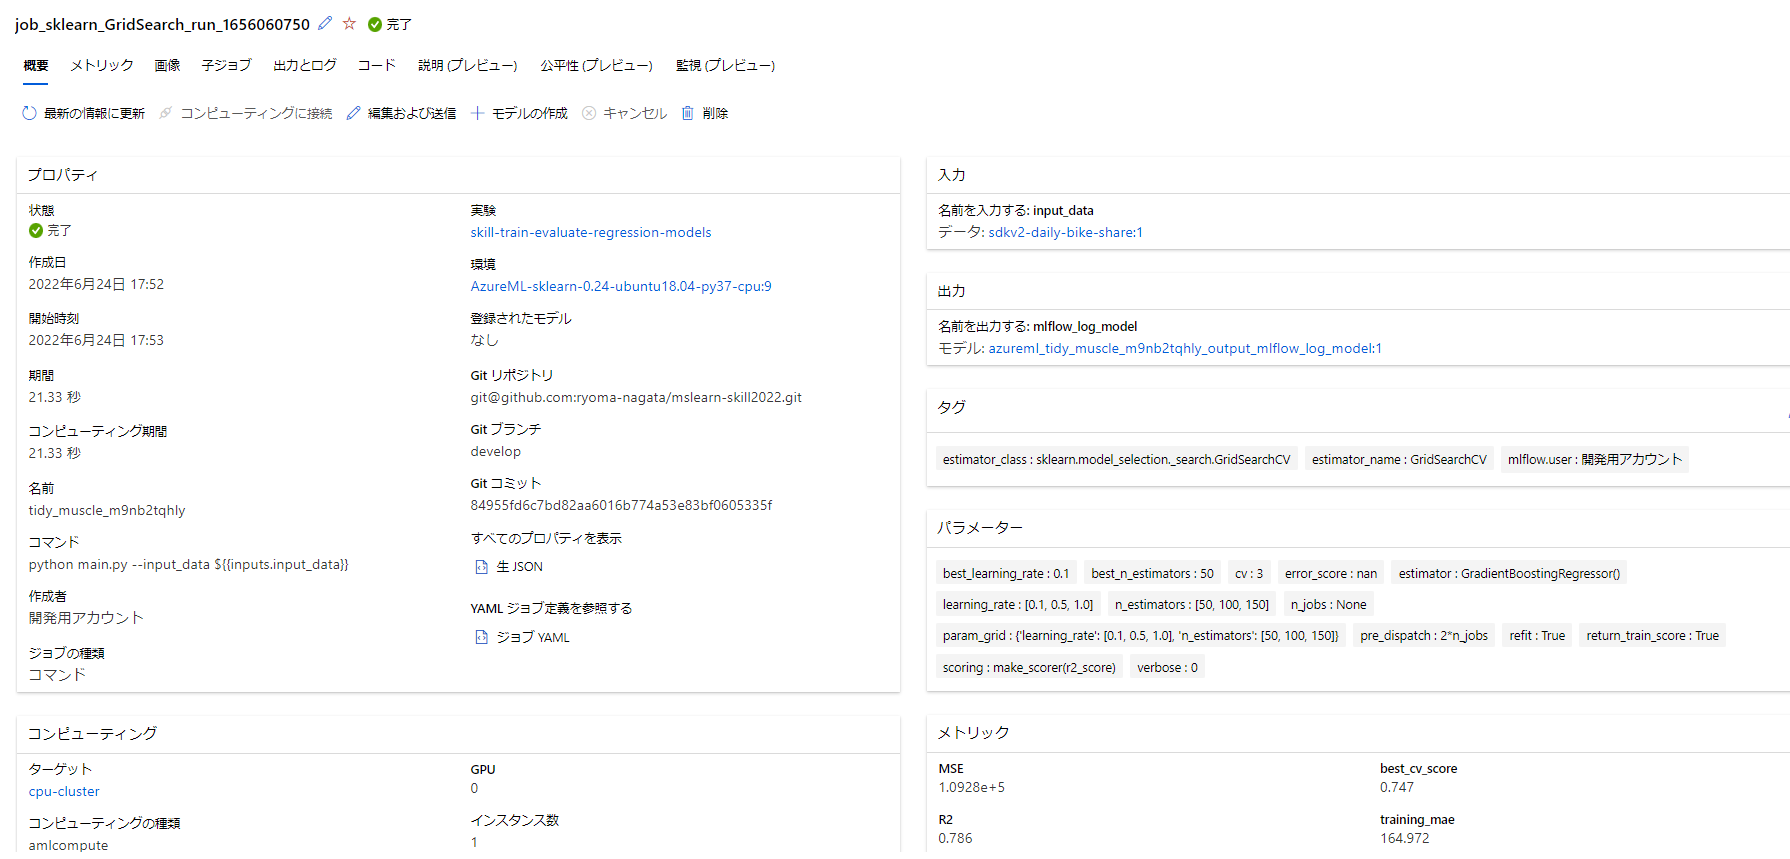 job_sklearn_GridSearch_run_1656060750 完了
概要 メトリック 画像 子ジョブ 出力とログ コード 説明 (プレビュー) 公平性 (プレビュー) 監視 (プレビュー)
最新の情報に更新 コンピューティングに接続 編集および送信 モデルの作成 キャンセル 削除
プロパティ
状態
完了
作成日
2022年6月24日 17:52
開始時刻
2022年6月24日 17:53
期間
21.33 秒
コンピューティング期間
21.33 秒
名前
tidy_muscle_m9nb2tqhly
コマンド
python main.py --input_data ${{inputs.input_data}}
作成者
開発用アカウント
ジョブの種類
コマンド
実験
skill-train-evaluate-regression-models
環境
AzureML-sklearn-0.24-ubuntu18.04-py37-cpu:9
登録されたモデル
なし
Git リポジトリ
git@github.com:ryoma-nagata/mslearn-skill2022.git
Git ブランチ
develop
Git コミット
84955fd6c7bd82aa6016b774a53e83bf0605335f
すべてのプロパティを表示
生 JSON
YAML ジョブ定義を参照する
ジョブ YAML
コンピューティング
ターゲット
cpu-cluster
コンピューティングの種類
amlcompute
GPU
0
インスタンス数
1
入力
名前を入力する: input_data
データ: sdkv2-daily-bike-share:1
出力
名前を出力する: mlflow_log_model
モデル: azureml_tidy_muscle_m9nb2tqhly_output_mlflow_log_model:1
タグ
estimator_class : sklearn.model_selection._search.GridSearchCV estimator_name : GridSearchCV mlflow.user : 開発用アカウント
パラメーター
best_learning_rate : 0.1 best_n_estimators : 50 cv : 3 error_score : nan estimator : GradientBoostingRegressor()
learning_rate : [0.1, 0.5, 1.0] n_estimators : [50, 100, 150] n_jobs : None
param_grid : {'learning_rate': [0.1, 0.5, 1.0], 'n_estimators': [50, 100, 150]} pre_dispatch : 2*n_jobs refit : True return_train_score : True
scoring : make_scorer(r2_score) verbose : 0
メトリック
MSE
1.0928e+5
best_cv_score
0.747
R2
0.786
training_mae
164.972